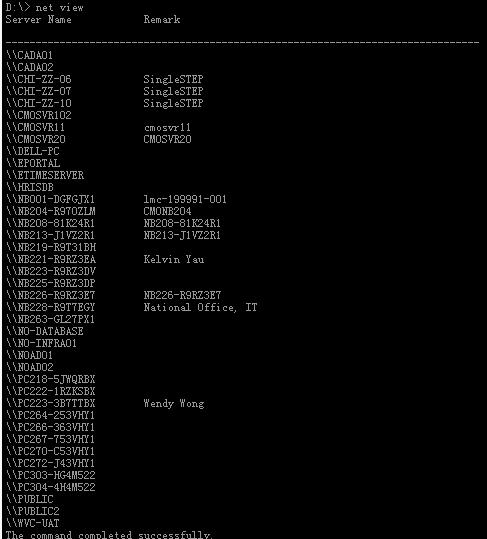 D:\> net view
Server Name Remark
-------------------------------------------------------------------------------
\\CADA01
\\CADA02
\\CHI-ZZ-06 SingleSTEP
\\CHI-ZZ-07 SingleSTEP
\\CHI-ZZ-10 SingleSTEP
\\CMOSVR102
\\CMOSVR11 cmosvr11
\\CMOSVR20 CMOSVR20
\\DELL-PC
\\EPORTAL
\\ETIMESERVER
\\HRISDB
\\NB001-DGFGJX1 lmc-199991-001
\\NB204-R97OZLM CMONB204
\\NB208-81K24R1 NB208-81K24R1
\\NB213-J1VZ2R1 NB213-J1VZ2R1
\\NB219-R9T31BH
\\NB221-R9RZ3EA Kelvin Yau
\\NB223-R9RZ3DV
\\NB225-R9RZ3DP
\\NB226-R9RZ3E7 NB226-R9RZ3E7
\\NB228-R9T7EGY National Office, IT
\\NB263-GL27PX1
\\NO-DATABASE
\\NO-INFRA01
\\NOAD01
\\NOAD02
\\PC218-5JWQRBX
\\PC222-1RZKSBX
\\PC223-3B7TTBX Wendy Wong
\\PC264-253VHY1
\\PC266-363VHY1
\\PC267-753VHY1
\\PC270-C53VHY1
\\PC272-J43VHY1
\\PC303-HG4M522
\\PC304-4H4M522
\\PUBLIC
\\PUBLIC2
\\WVC-UAT
The command completed successfully.